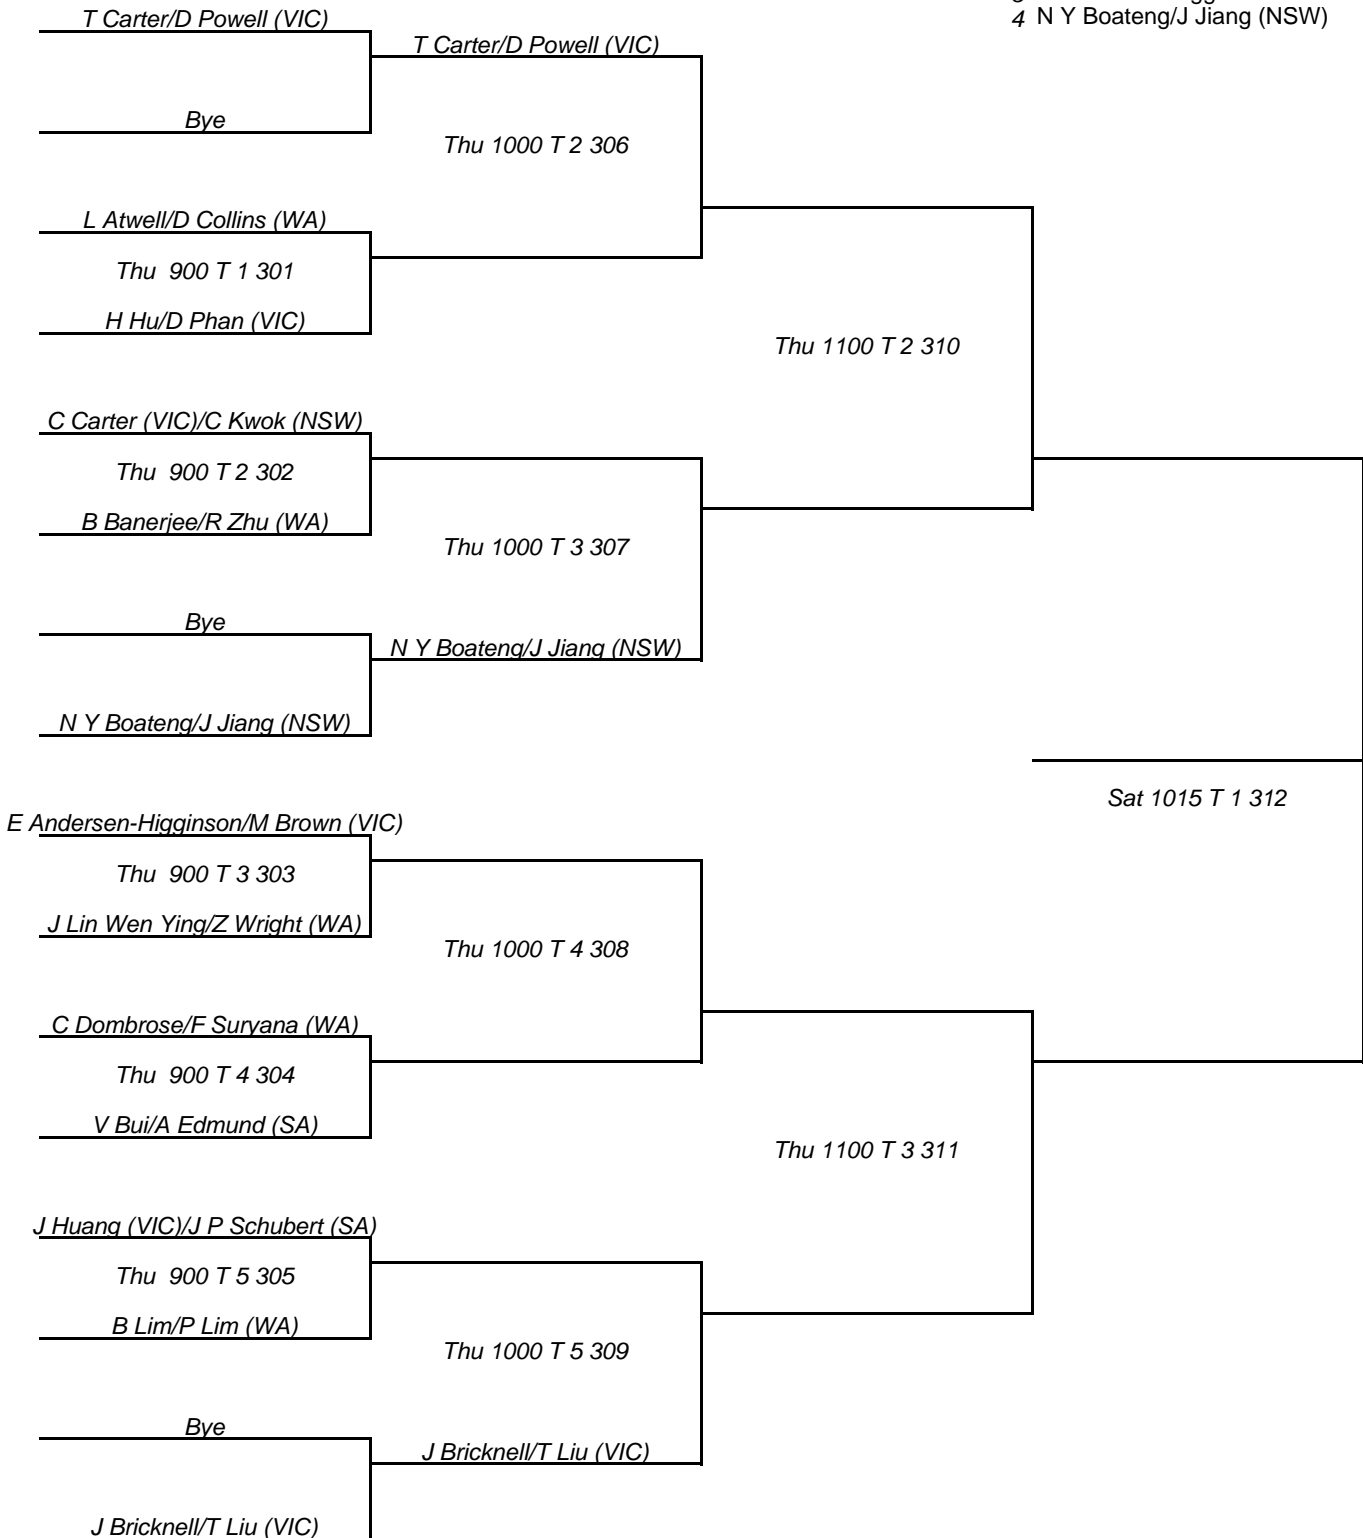 4 N Y Boateng/J Jiang (NSW)
T Carter/D Powell (VIC)
T Carter/D Powell (VIC)
Bye
Thu 1000 T 2 306
L Atwell/D Collins (WA)
Thu 900 T 1 301
H Hu/D Phan (VIC)
Thu 1100 T 2 310
C Carter (VIC)/C Kwok (NSW)
Thu 900 T 2 302
B Banerjee/R Zhu (WA)
Thu 1000 T 3 307
Bye
N Y Boateng/J Jiang (NSW)
N Y Boateng/J Jiang (NSW)
Sat 1015 T 1 312
E Andersen-Higginson/M Brown (VIC)
Thu 900 T 3 303
J Lin Wen Ying/Z Wright (WA)
Thu 1000 T 4 308
C Dombrose/F Suryana (WA)
Thu 900 T 4 304
V Bui/A Edmund (SA)
Thu 1100 T 3 311
J Huang (VIC)/J P Schubert (SA)
Thu 900 T 5 305
B Lim/P Lim (WA)
Thu 1000 T 5 309
Bye
J Bricknell/T Liu (VIC)
J Bricknell/T Liu (VIC)